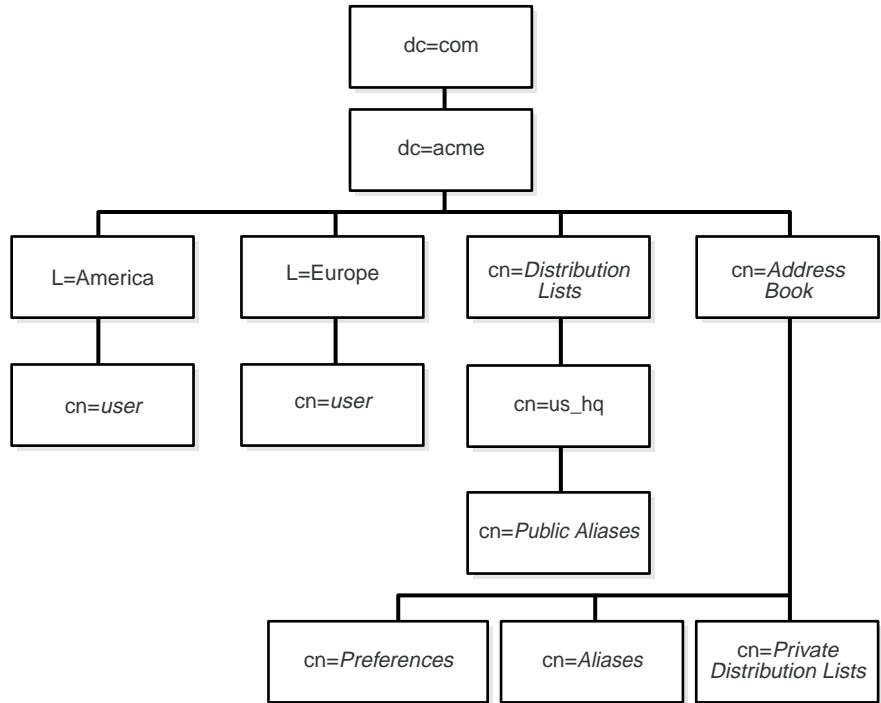 dc=com
dc=acme
L=America
L=Europe
cn=Distribution
Lists
cn=Address
Book
cn=user
cn=user
cn=us_hq
cn=Public Aliases
cn=Preferences
cn=Aliases
cn=Private
Distribution Lists